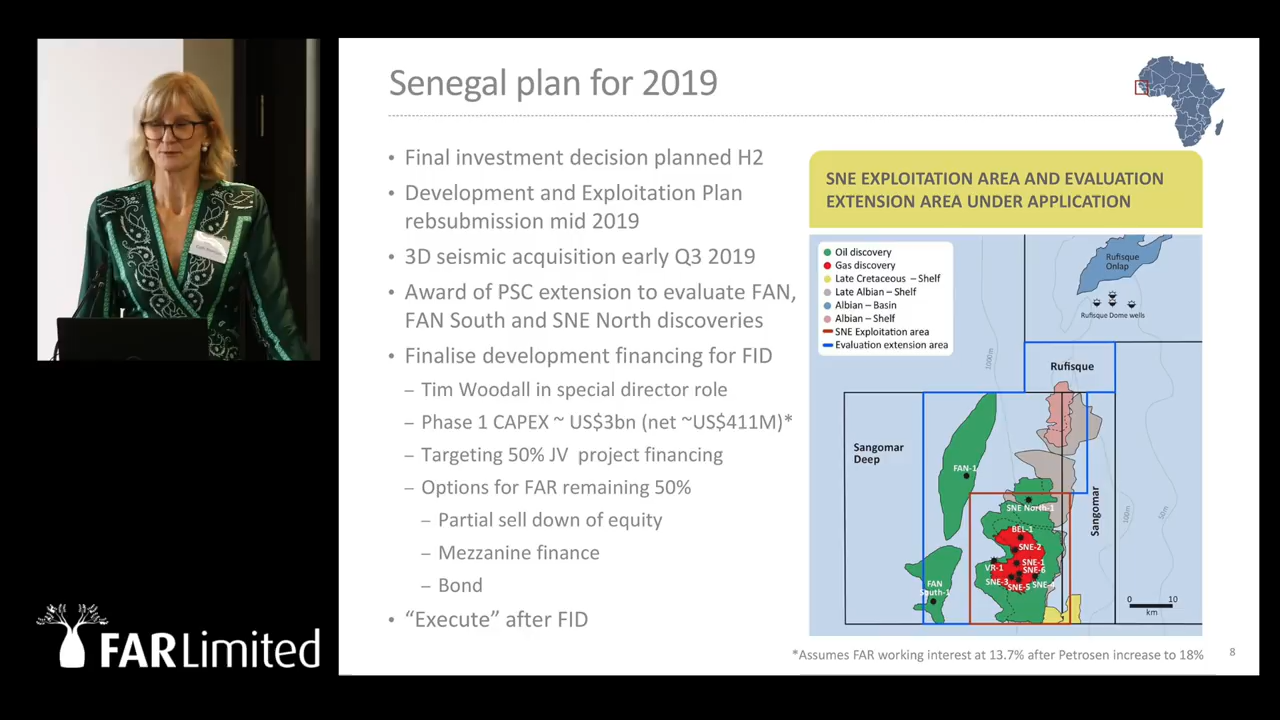 Senegal plan for 2019
• Final investment decision planned H2
• Development and Exploitation Plan
rebsubmission mid 2019
• 3D seismic acquisition early Q3 2019
• Award of PSC extension to evaluate FAN,
FAN South and SNE North discoveries
• Finalise development financing for FID
– Tim Woodall in special director role
– Phase 1 CAPEX ~ US$3bn (net ~US$411M)*
– Targeting 50% JV project financing
– Options for FAR remaining 50%
– Partial sell down of equity
– Mezzanine finance
– Bond
• “Execute” after FID
SNE EXPLOITATION AREA AND EVALUATION
EXTENSION AREA UNDER APPLICATION
Oil discovery
Gas discovery
Late Cretaceous – Shelf
Late Albian – Shelf
Albian – Basin
Albian – Shelf
SNE Exploitation area
Evaluation extension area
Rufisque
Onlap
Rufisque Dome wells
1000m
Rufisque
Sangomar
Deep
FAN-1
SNE North-1
BEL-1
SNE-2
SNE-1
VR-1
SNE-6
SNE-3
SNE-5
SNE-4
FAN
South-1
Sangomar
100m
50m
0 10
km
*Assumes FAR working interest at 13.7% after Petrosen increase to 18%
8
FAR Limited